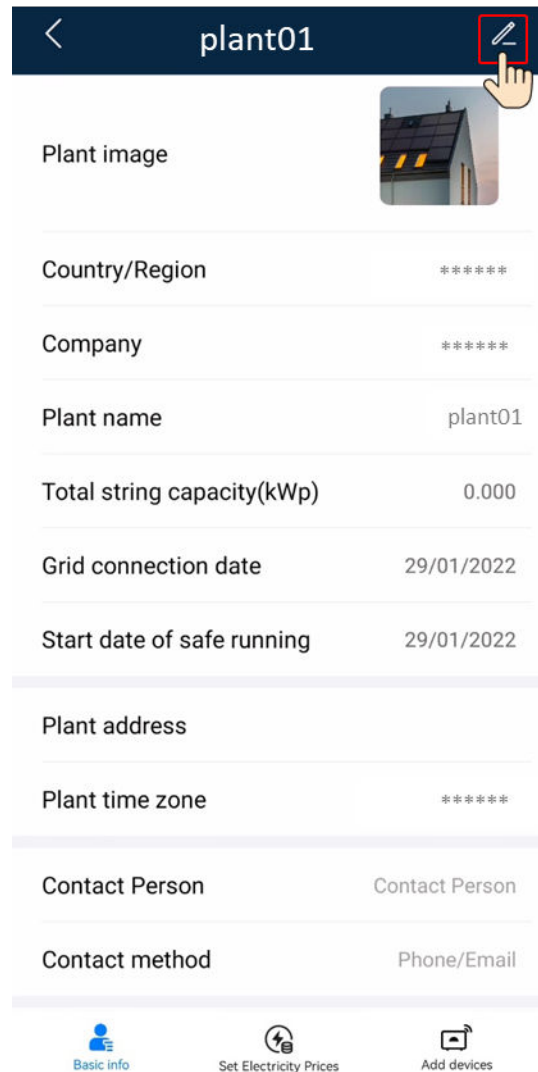 plant01
Plant image
Country/Region ******
Company ******
Plant name plant01
Total string capacity(kWp) 0.000
Grid connection date 29/01/2022
Start date of safe running 29/01/2022
Plant address
Plant time zone ******
Contact Person Contact Person
Contact method Phone/Email
Basic info Set Electricity Prices Add devices